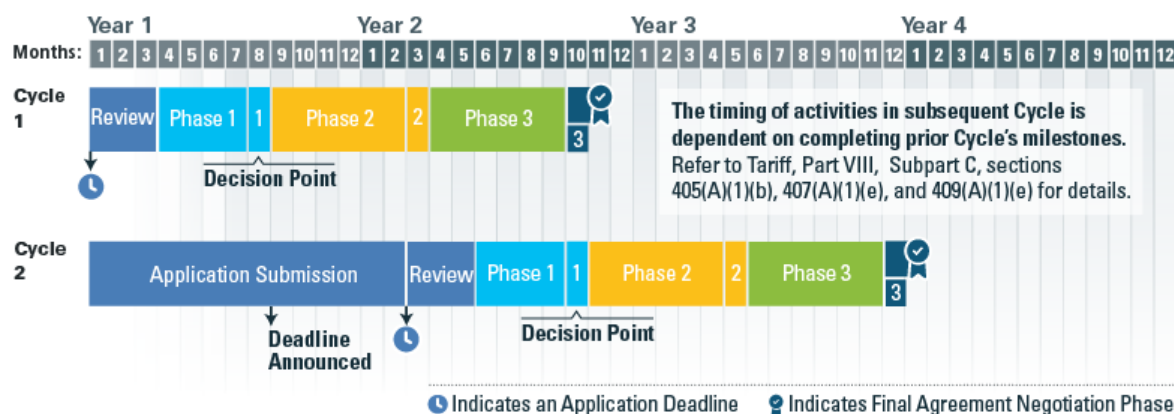 Year 1 Year 2 Year 3 Year 4
Months: 1 2 3 4 5 6 7 8 9 10 11 12 1 2 3 4 5 6 7 8 9 10 11 12 1 2 3 4 5 6 7 8 9 10 11 12 1 2 3 4 5 6 7 8 9 10 11 12
Cycle
1
Review Phase 1 1 Phase 2 2 Phase 3 3
Decision Point
The timing of activities in subsequent Cycle is
dependent on completing prior Cycle's milestones.
Refer to Tariff, Part VIII, Subpart C, sections
405(A)(1)(b), 407(A)(1)(e), and 409(A)(1)(e) for details.
Cycle
2
Application Submission Review Phase 1 1 Phase 2 2 Phase 3 3
Deadline
Announced
Decision Point
Indicates an Application Deadline Indicates Final Agreement Negotiation Phase